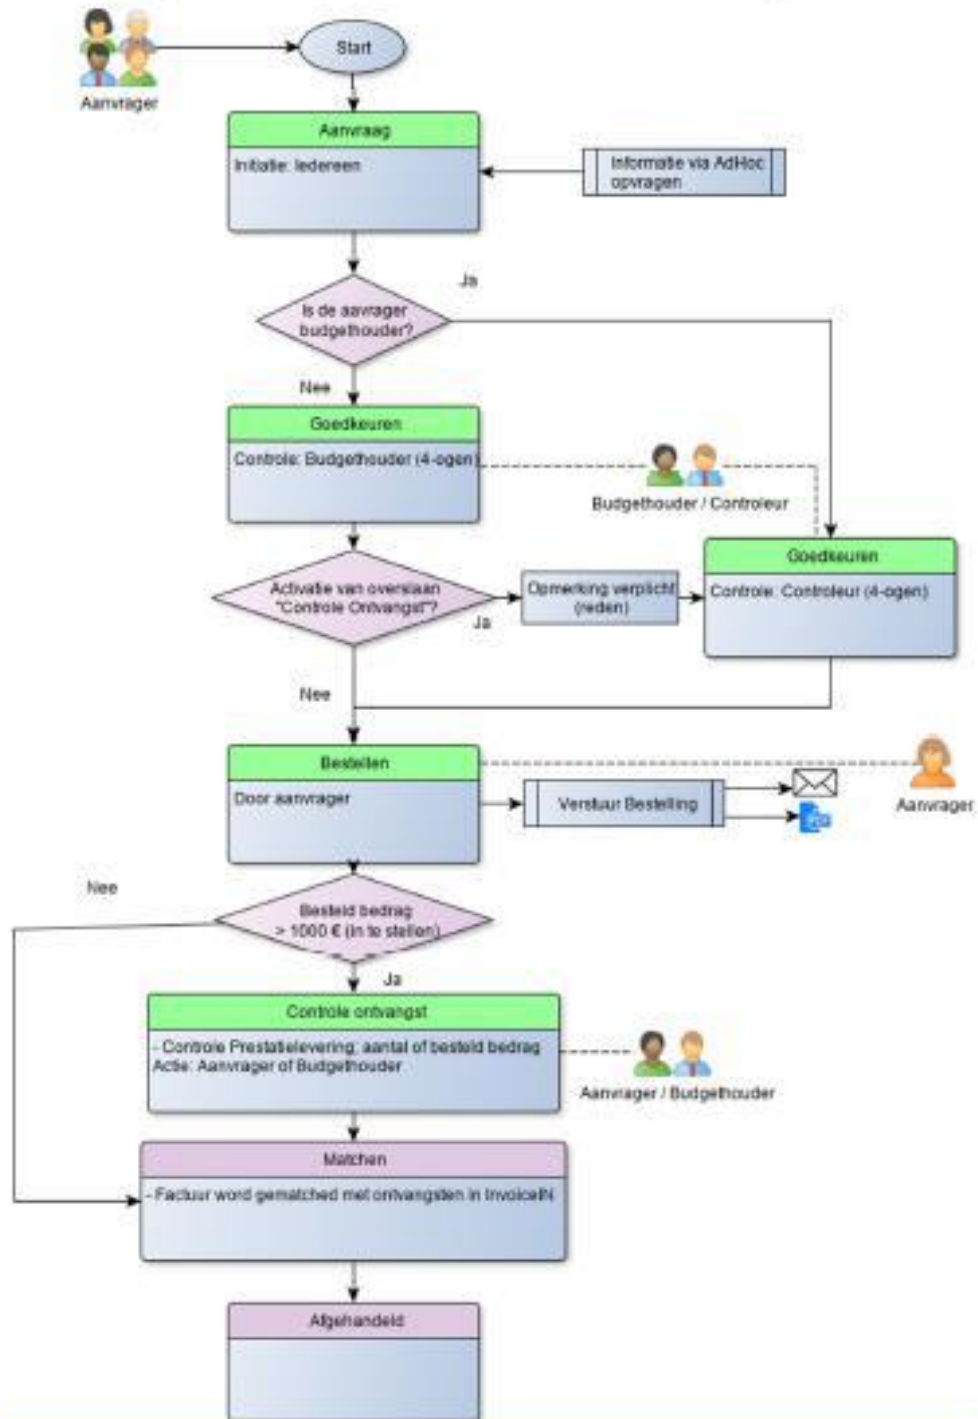 Start
Aanvrager
Aanvraag
Initiatie: Iedereen
Informatie via AdHoc
opvragen
Ja
Is de aavrager
budgethouder?
Nee
Goedkeuren
Controle: Budgethouder (4-ogen)
Budgethouder / Controleur
Goedkeuren
Controle: Controleur (4-ogen)
Activatie van overslaan
"Controle Ontvangst"?
Ja
Opmerking verplicht
(reden)
Nee
Bestellen
Door aanvrager
Verstuur Bestelling
Aanvrager
Nee
Besteld bedrag
> 1000 € (in te stellen)
Ja
Controle ontvangst
- Controle Prestatielevering, aantal of besteld bedrag
Actie: Aanvrager of Budgethouder
Aanvrager / Budgethouder
Matchen
- Factuur word gematched met ontvangsten in InvoiceIN
Afgehandeld